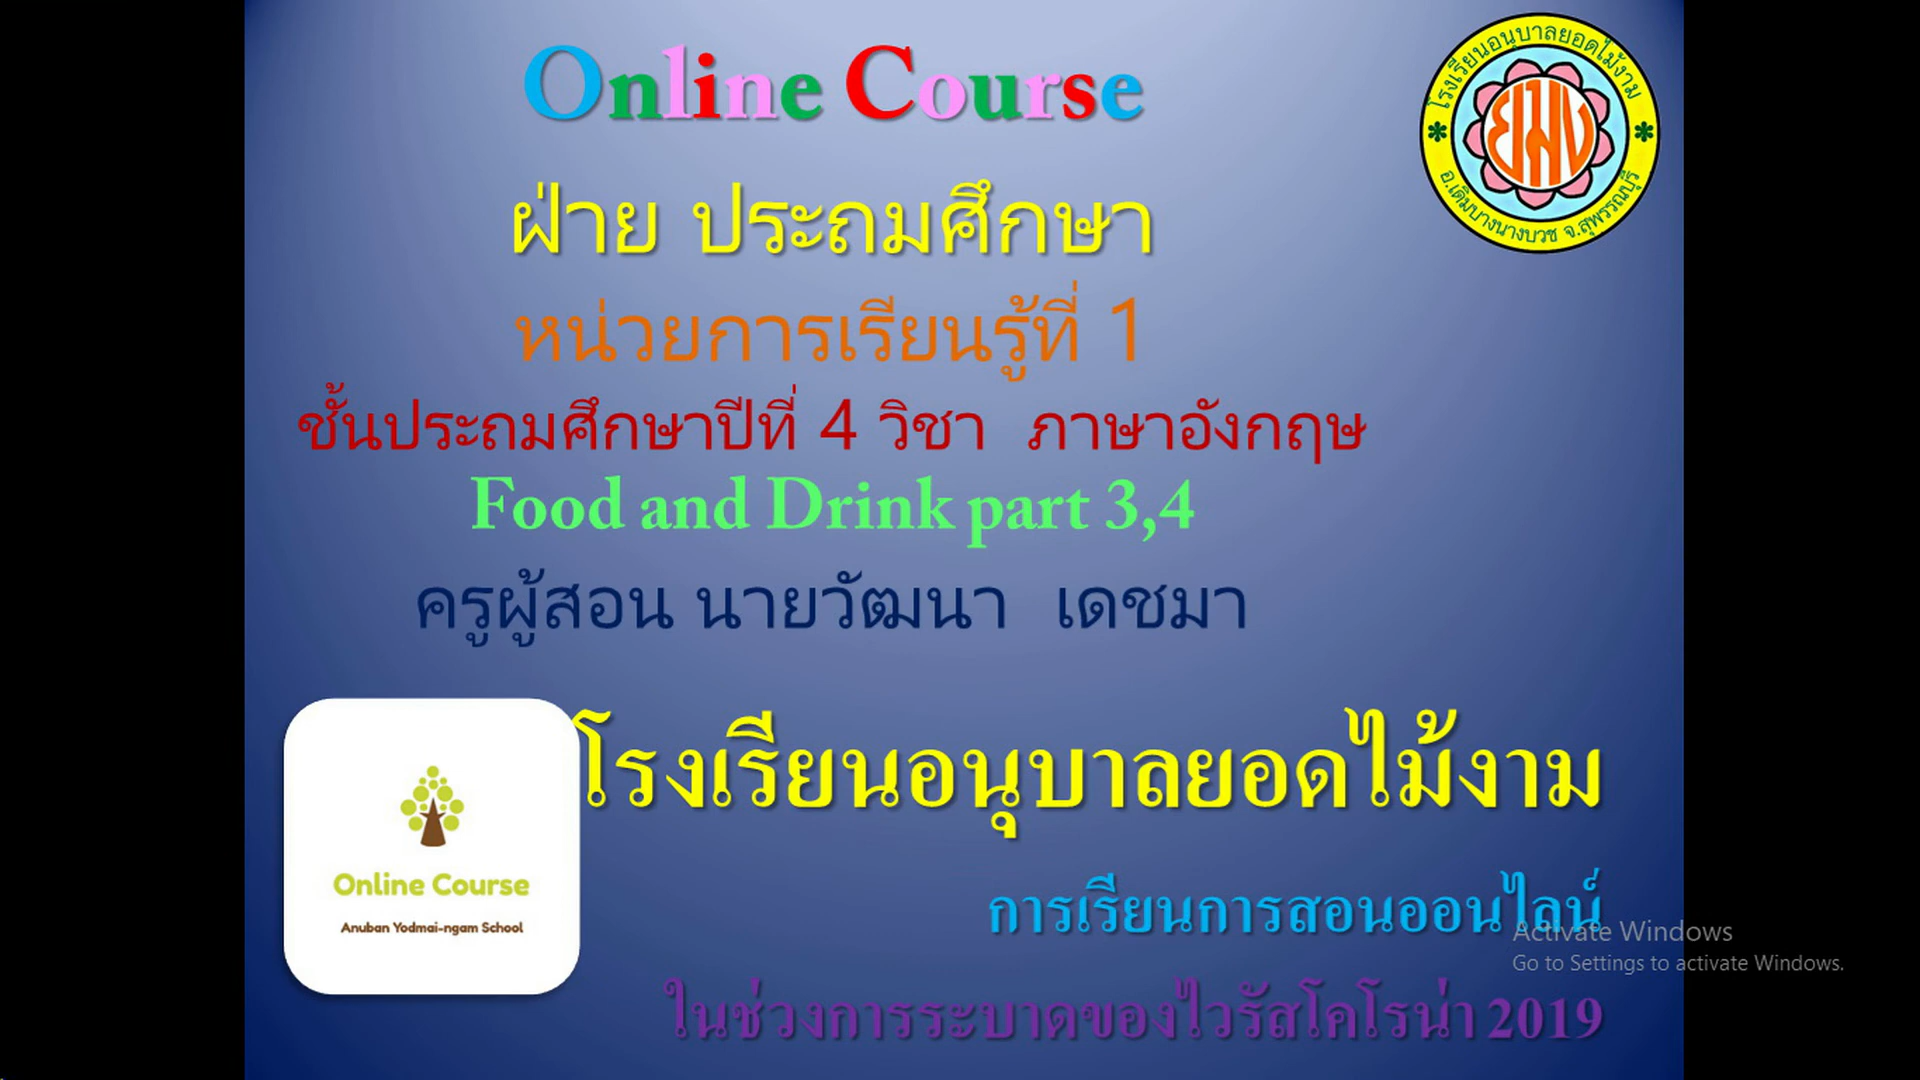 Online Course
โรงเรียนอนุบาลยอดไม้งาม
ยมง
อ.เดิมบางนางบวช จ.สุพรรณบุรี
ฝ่าย ประถมศึกษา
หน่วยการเรียนรู้ที่ 1
ชั้นประถมศึกษาปีที่ 4 วิชา ภาษาอังกฤษ
Food and Drink part 3,4
ครูผู้สอน นายวัฒนา เดชมา
โรงเรียนอนุบาลยอดไม้งาม
Online Course
Anuban Yodmai-ngam School
การเรียนการสอนออนไลน์
Activate Windows
Go to Settings to activate Windows.
ในช่วงการระบาดของไวรัสโคโรน่า 2019